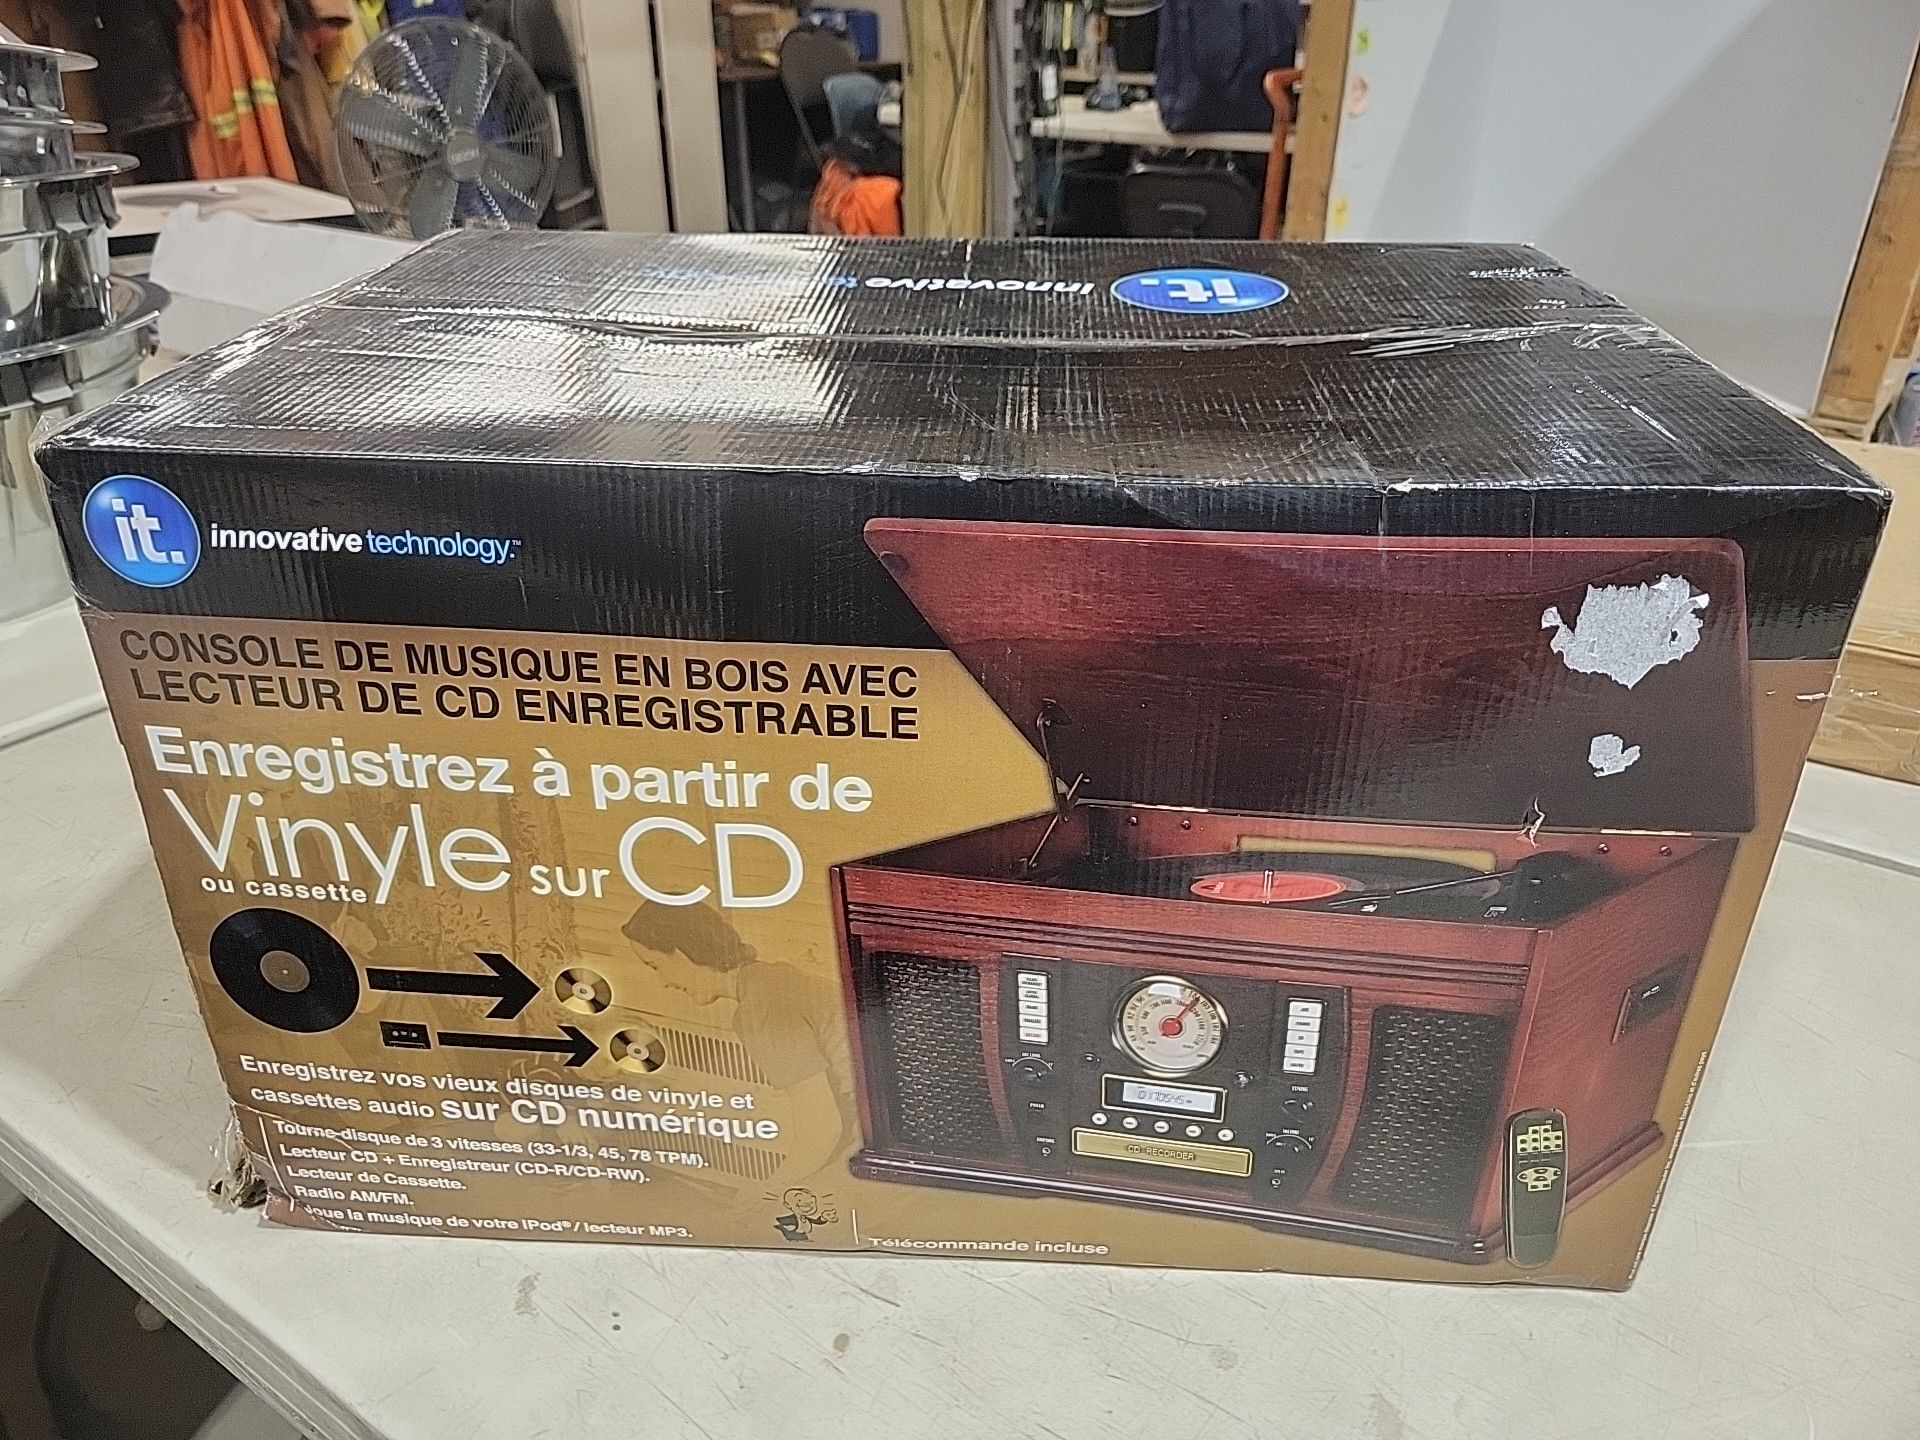 innovative
it.
it. innovative technology.™
CONSOLE DE MUSIQUE EN BOIS AVEC
LECTEUR DE CD ENREGISTRABLE
Enregistrez à partir de
Vinyle sur CD
ou cassette
Enregistrez vos vieux disques de vinyle et
cassettes audio sur CD numérique
Tourne-disque de 3 vitesses (33-1/3, 45, 78 TPM).
Lecteur CD + Enregistreur (CD-R/CD-RW).
Lecteur de Cassette.
Radio AM/FM.
Joue la musique de votre iPod® / lecteur MP3.
Télécommande incluse
CD RECORDER